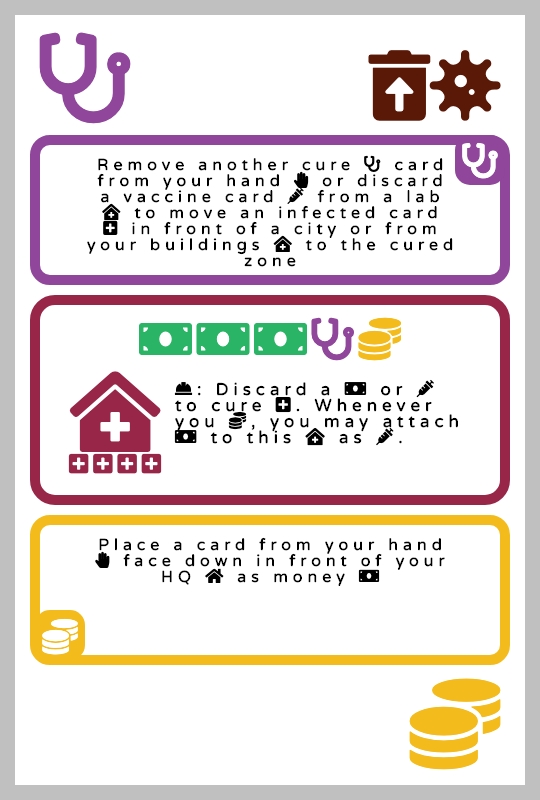 Remove another cure card
from your hand or discard
a vaccine card from a lab
to move an infected card
in front of a city or from
your buildings to the cured
zone
: Discard a or
to cure . Whenever
you , you may attach
to this as .
Place a card from your hand
face down in front of your
HQ as money